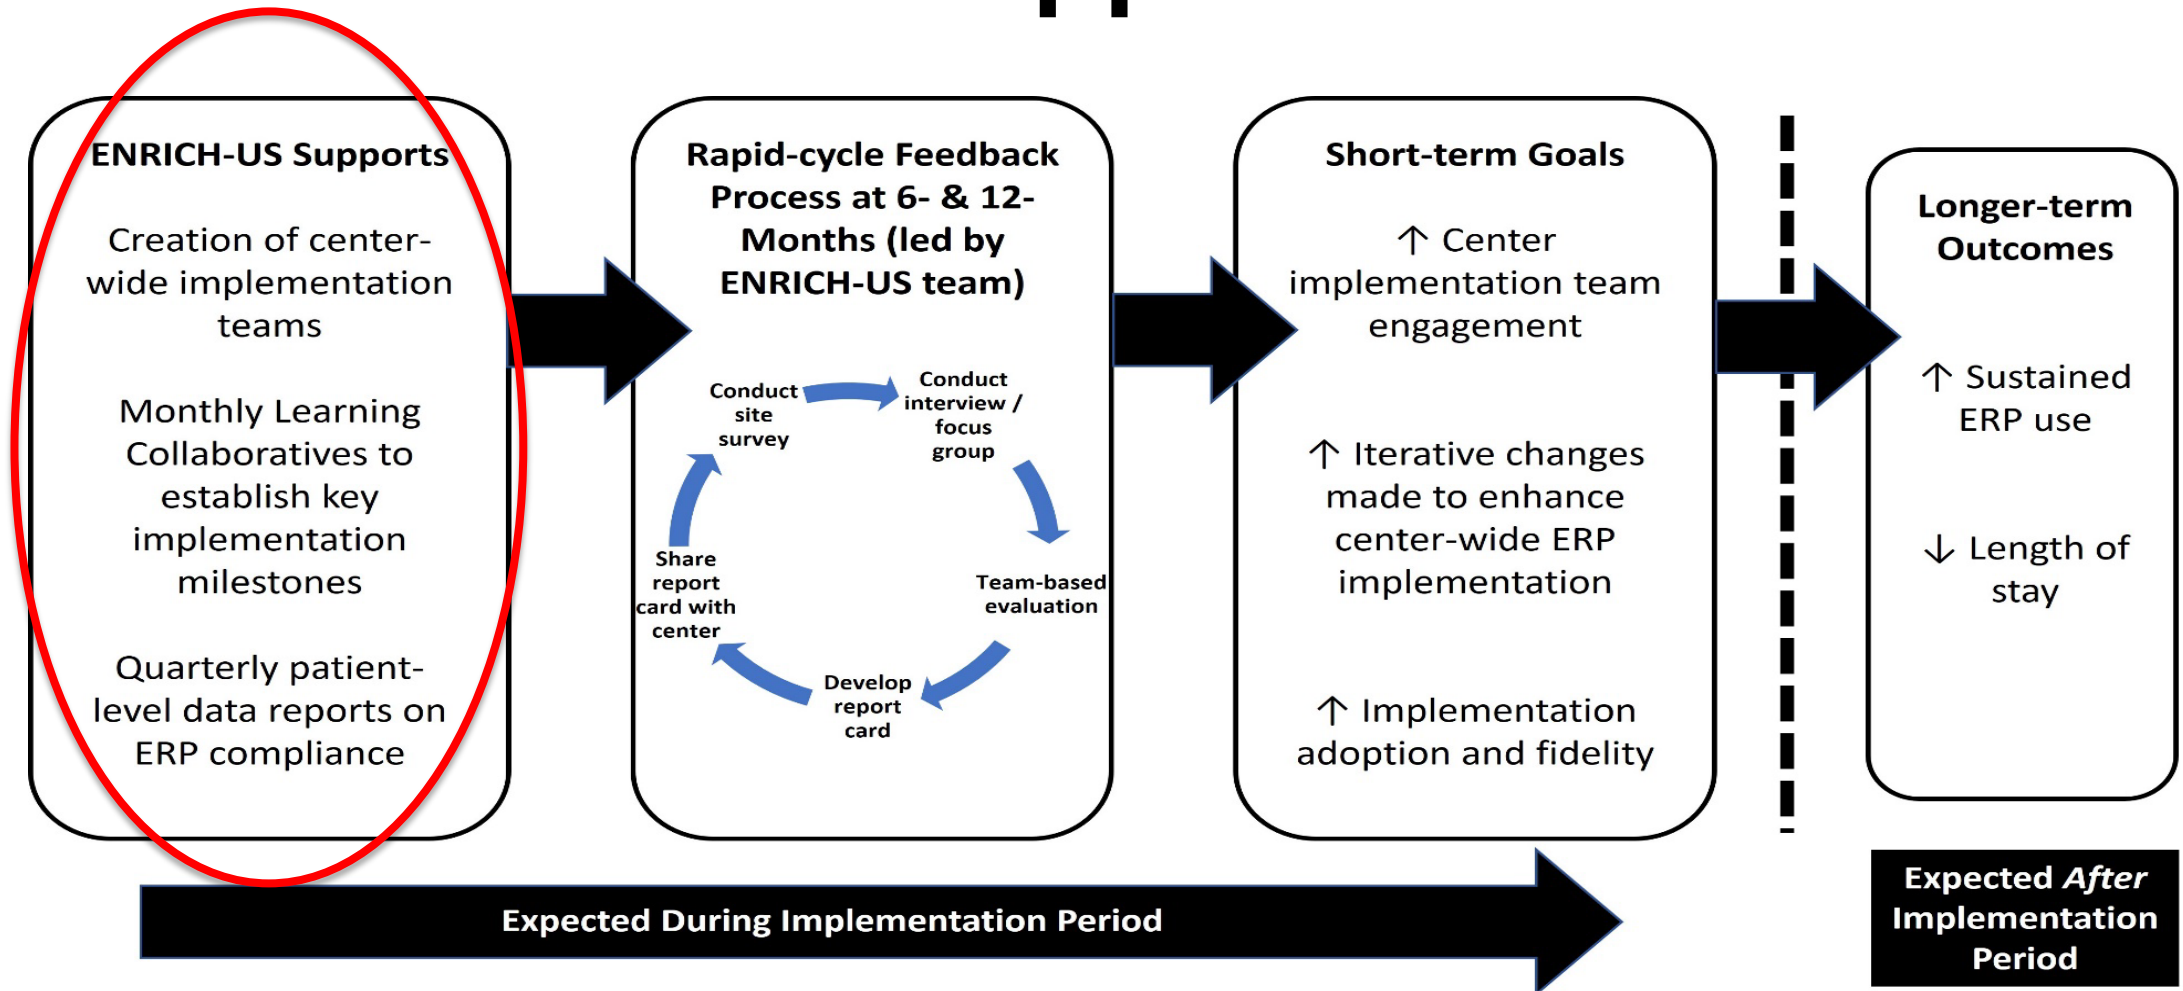 ENRICH-US Supports
Creation of center-
wide implementation
teams
Monthly Learning
Collaboratives to
establish key
implementation
milestones
Quarterly patient-
level data reports on
ERP compliance
Rapid-cycle Feedback
Process at 6- & 12-
Months (led by
ENRICH-US team)
Conduct
site
survey
Conduct
interview /
focus
group
Team-based
evaluation
Develop
report
card
Share
report
card with
center
Short-term Goals
↑ Center
implementation team
engagement
↑ Iterative changes
made to enhance
center-wide ERP
implementation
↑ Implementation
adoption and fidelity
Longer-term
Outcomes
↑ Sustained
ERP use
↓ Length of
stay
Expected During Implementation Period
Expected After
Implementation
Period